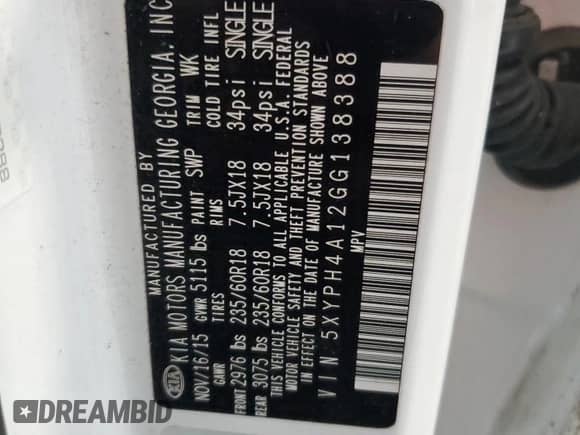 MANUFACTURED BY
KIA KIA MOTORS MANUFACTURING GEORGIA, INC
NOV/16/15 GVWR 5115 lbs PAINT SWP TRIM WK
GAWR TIRES RIMS COLD TIRE INFL
FRONT 2976 lbs 235/60R18 7.5JX18 34psi SINGLE
REAR 3075 lbs 235/60R18 7.5JX18 34psi SINGLE
THIS VEHICLE CONFORMS TO ALL APPLICABLE U.S.A. FEDERAL
MOTOR VEHICLE SAFETY AND THEFT PREVENTION STANDARDS
IN EFFECT ON THE DATE OF MANUFACTURE SHOWN ABOVE
VIN 5XYPH4A12GG138388
MPV
DREAMBID